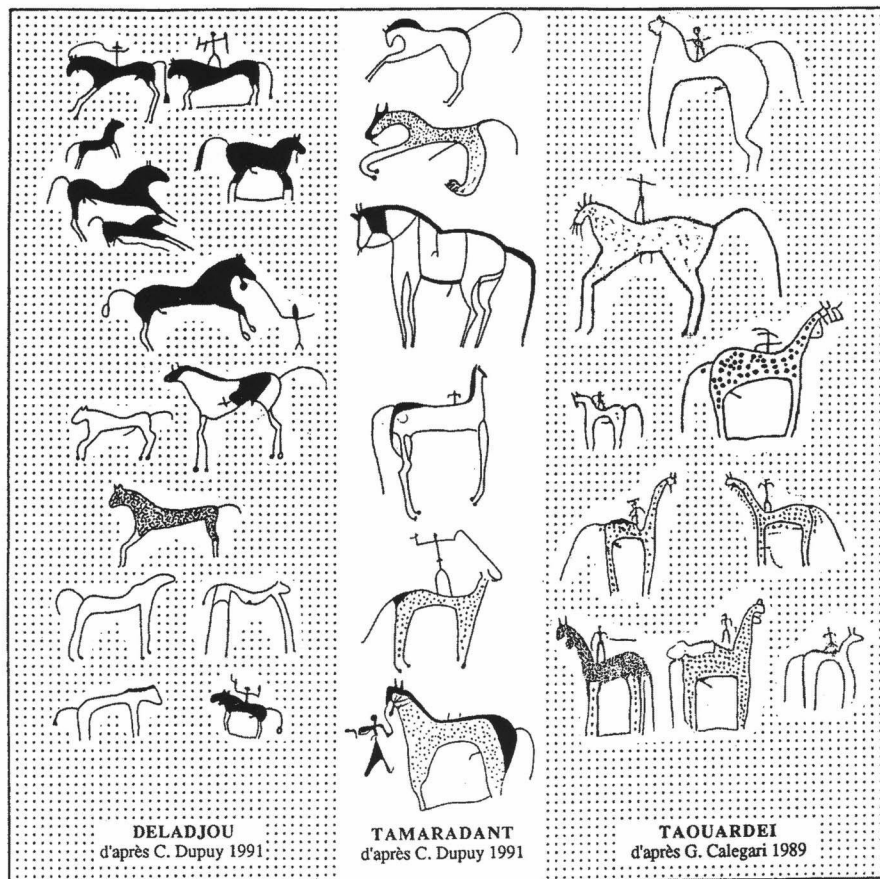 DELADJOU
d'après C. Dupuy 1991
TAMARADANT
d'après C. Dupuy 1991
TAOUARDEI
d'après G. Calegari 1989